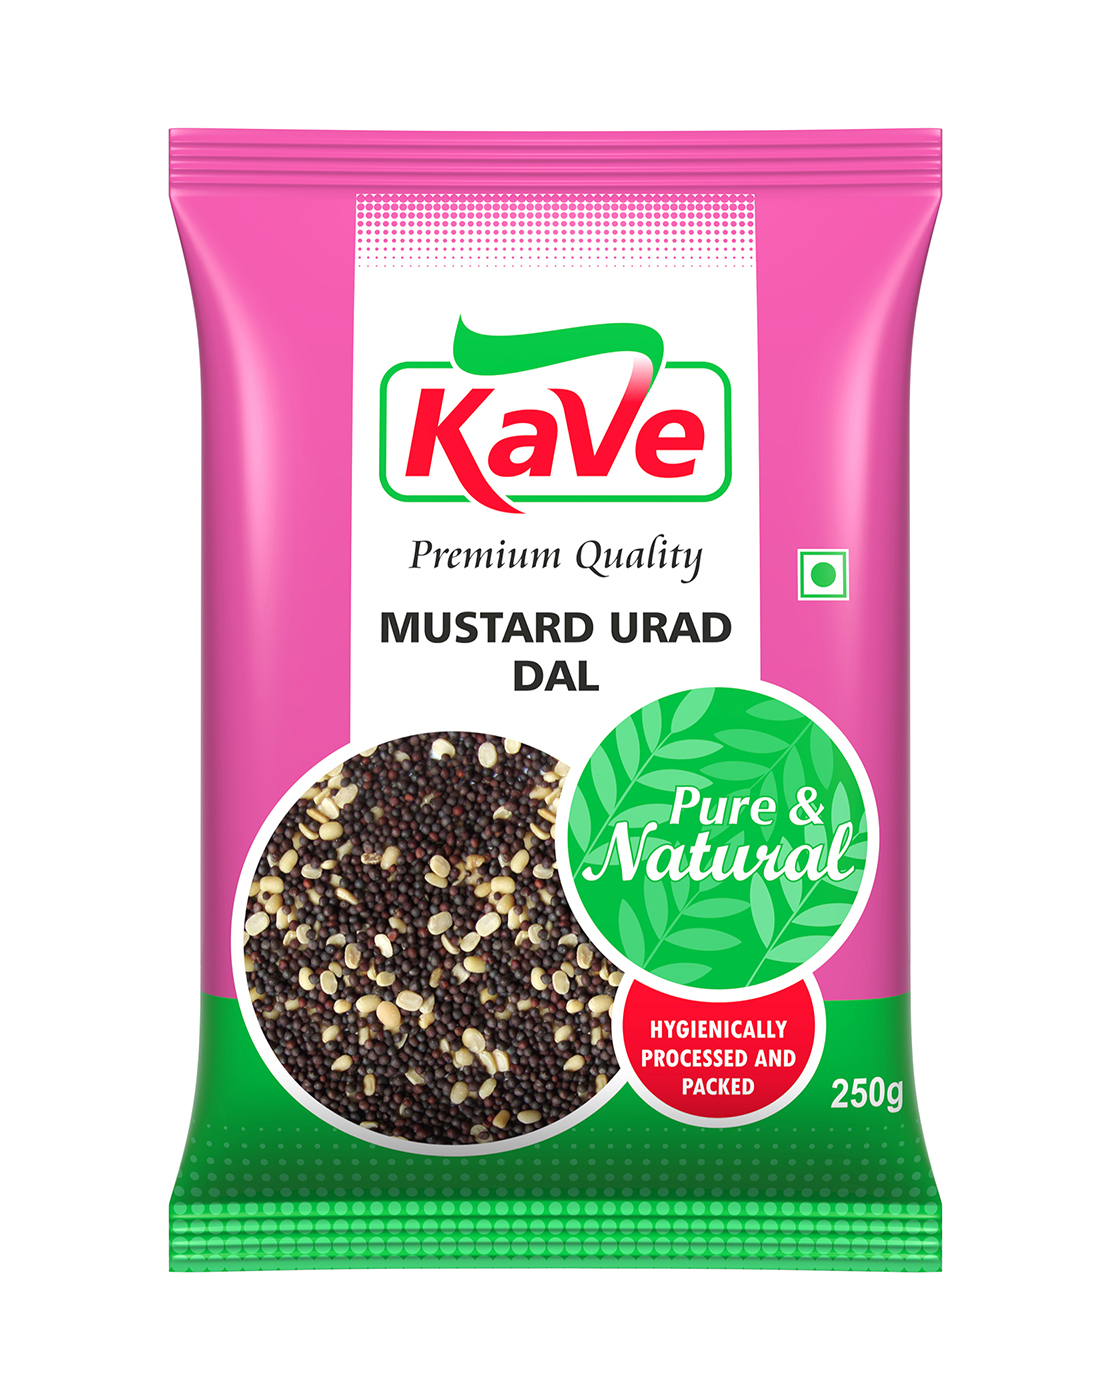 KaVe
Premium Quality
MUSTARD URAD
DAL
Pure &
Natural
HYGIENICALLY
PROCESSED AND
PACKED
250g